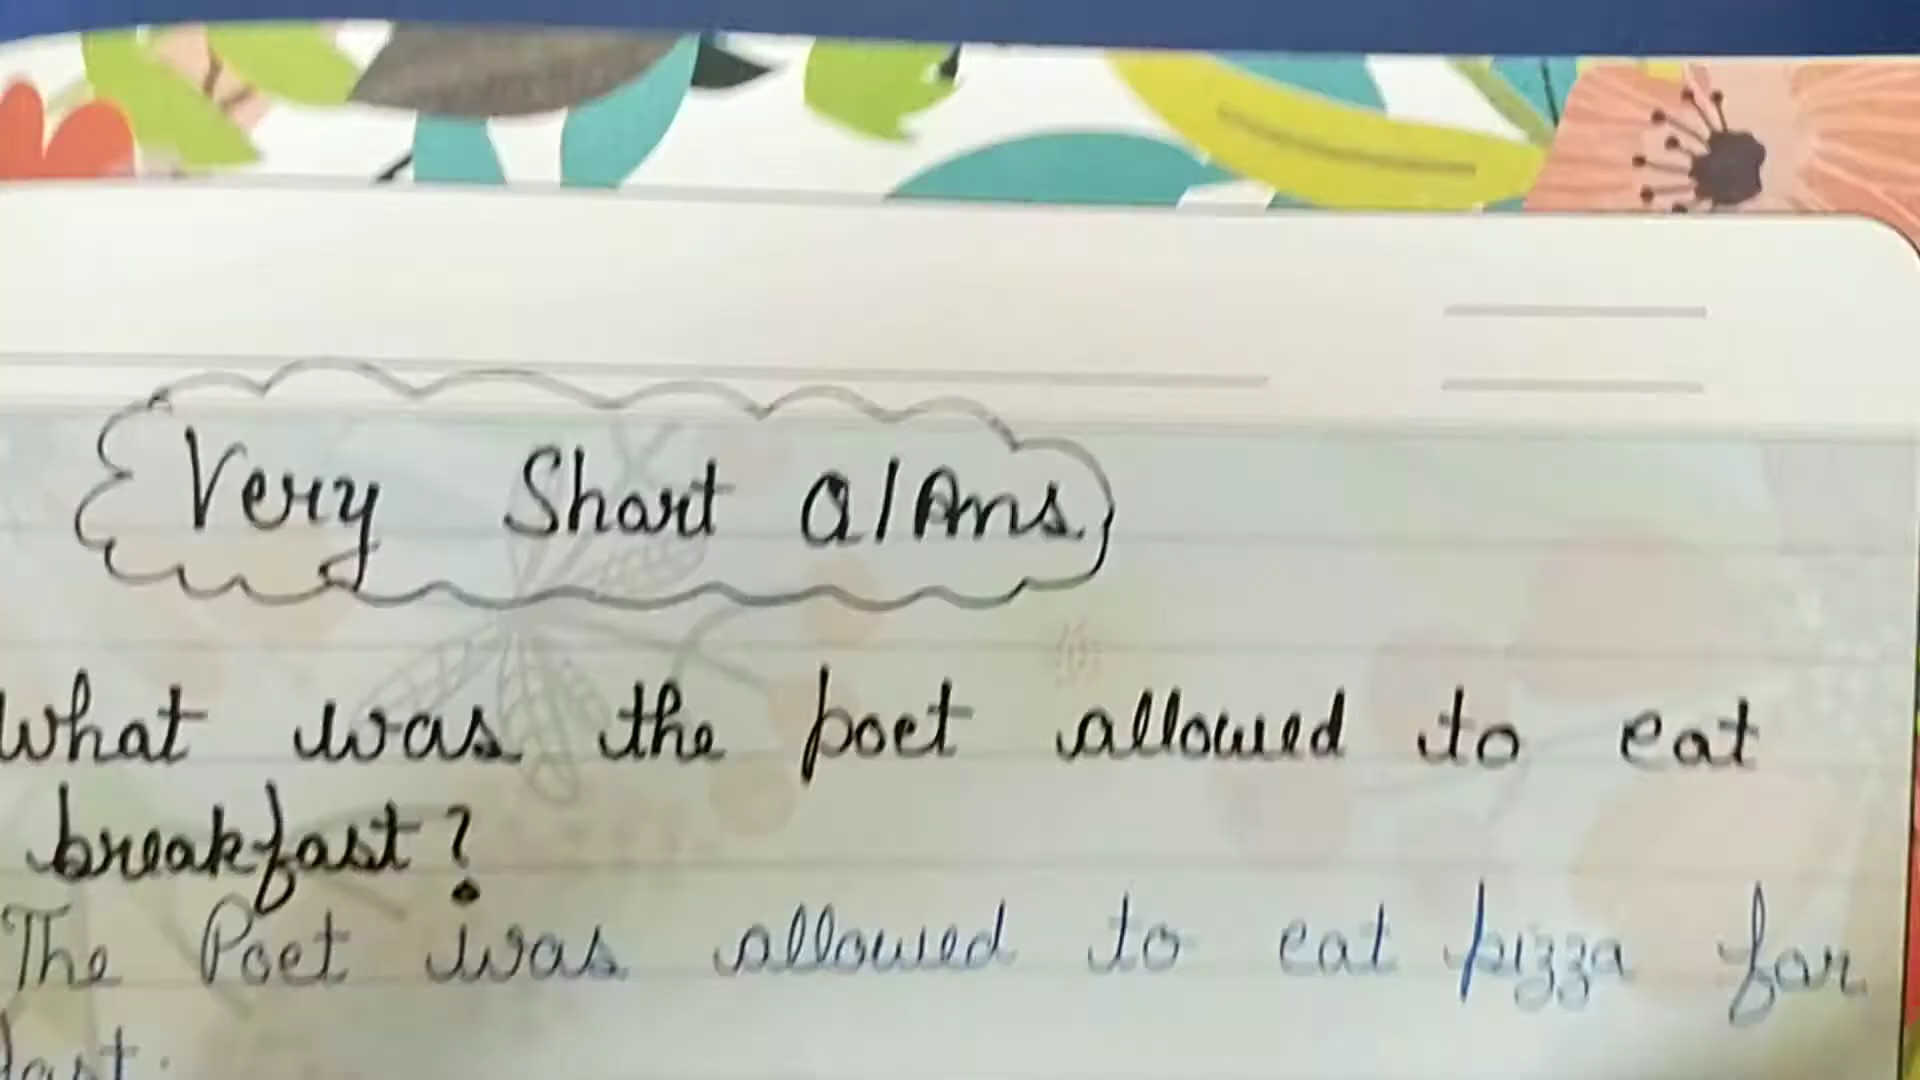 Very Short Q/Ans
What was the poet allowed to eat
breakfast?
The Poet was allowed to eat pizza for